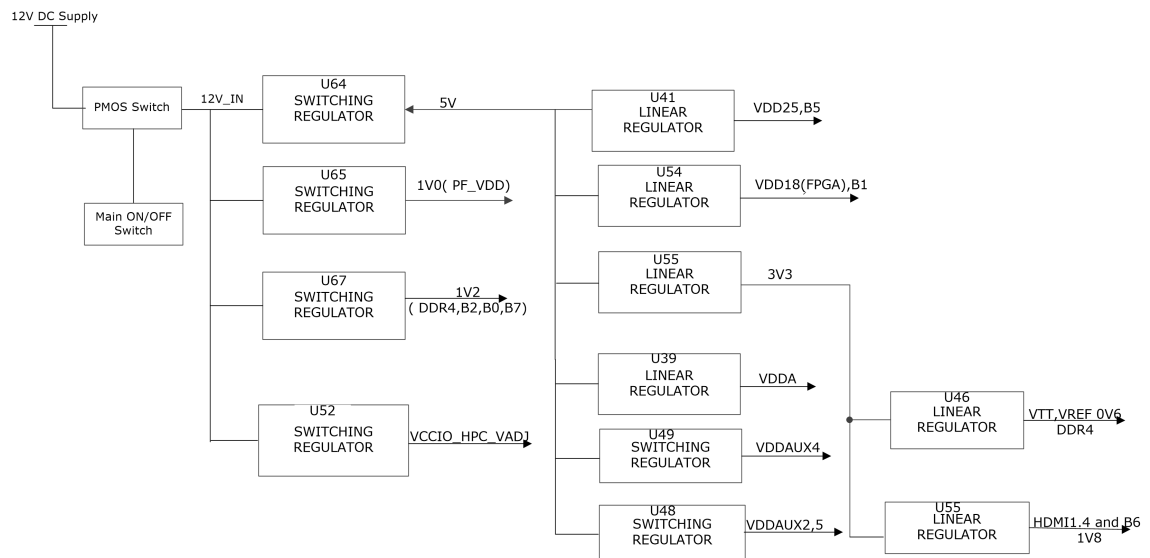 12V DC Supply
PMOS Switch
Main ON/OFF
Switch
12V_IN
U64
SWITCHING
REGULATOR
5V
U65
SWITCHING
REGULATOR
1V0( PF_VDD)
U67
SWITCHING
REGULATOR
1V2
( DDR4,B2,B0,B7)
U52
SWITCHING
REGULATOR
VCCIO_HPC_VADJ
U41
LINEAR
REGULATOR
VDD25,B5
U54
LINEAR
REGULATOR
VDD18(FPGA),B1
U55
LINEAR
REGULATOR
3V3
U39
LINEAR
REGULATOR
VDDA
U49
SWITCHING
REGULATOR
VDDAUX4
U48
SWITCHING
REGULATOR
VDDAUX2,5
U46
LINEAR
REGULATOR
VTT,VREF 0V6
DDR4
U55
LINEAR
REGULATOR
HDMI1.4 and B6
1V8